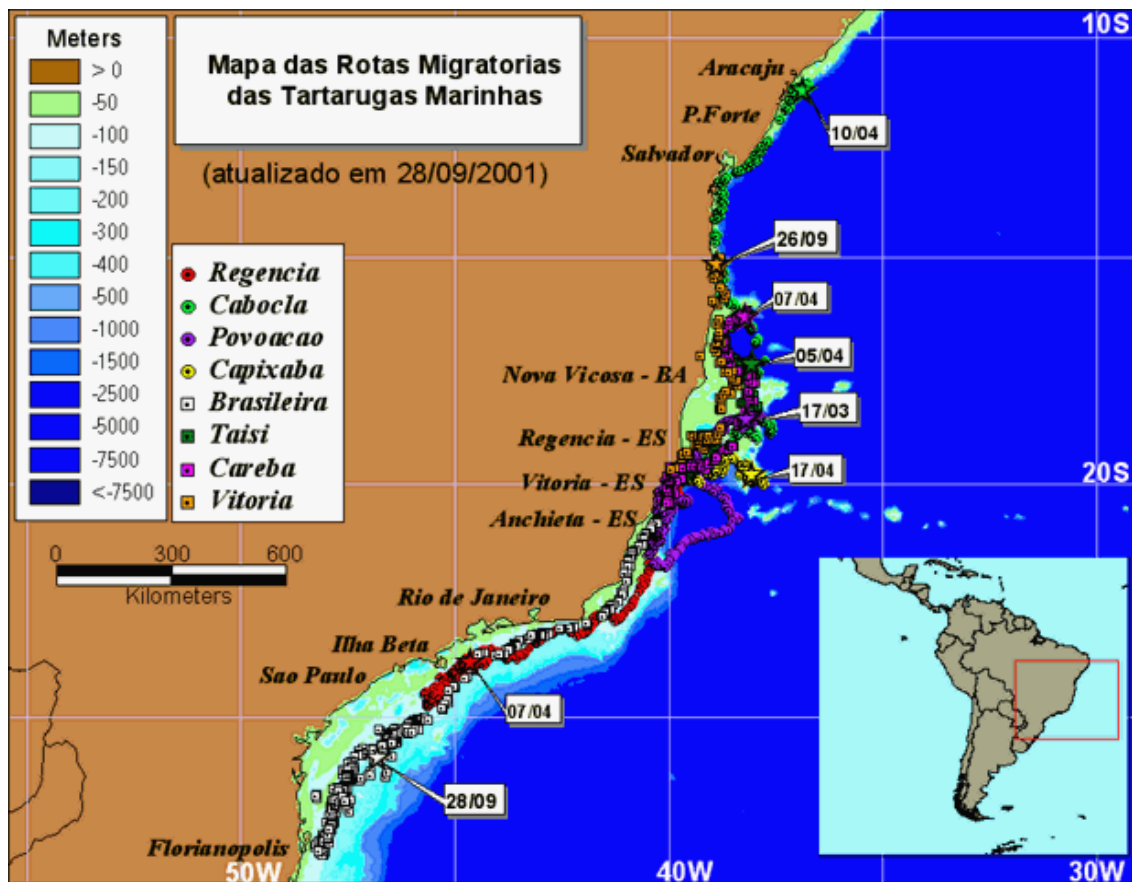 Meters
> 0
-50
-100
-150
-200
-300
-400
-500
-1000
-1500
-2500
-5000
-7500
<-7500
Mapa das Rotas Migratorias
das Tartarugas Marinhas
(atualizado em 28/09/2001)
Regencia
Cabocla
Povoacao
Capixaba
Brasileira
Taisi
Careba
Vitoria
0 300 600
Kilometers
10S
Aracaju
10/04
P.Forte
Salvador
26/09
07/04
05/04
Nova Vicosa - BA
17/03
Regencia - ES
17/04
20S
Vitoria - ES
Anchieta - ES
Rio de Janeiro
Ilha Beta
Sao Paulo
07/04
28/09
Florianopolis
50W
40W
30W